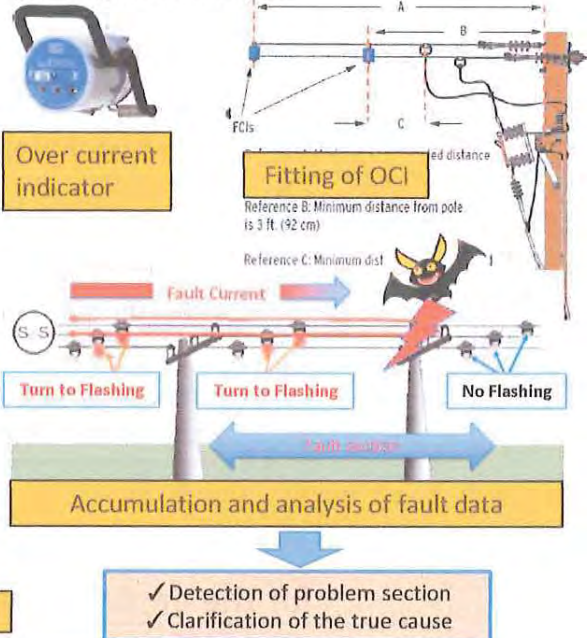 A
B
C
FCIs
Over current
indicator
Fitting of OCI
distance
Reference B: Minimum distance from pole
is 3 ft. (92 cm)
Reference C: Minimum dist
Fault Current
S S
Turn to Flashing
Turn to Flashing
No Flashing
Fault section
Accumulation and analysis of fault data
✓ Detection of problem section
✓ Clarification of the true cause